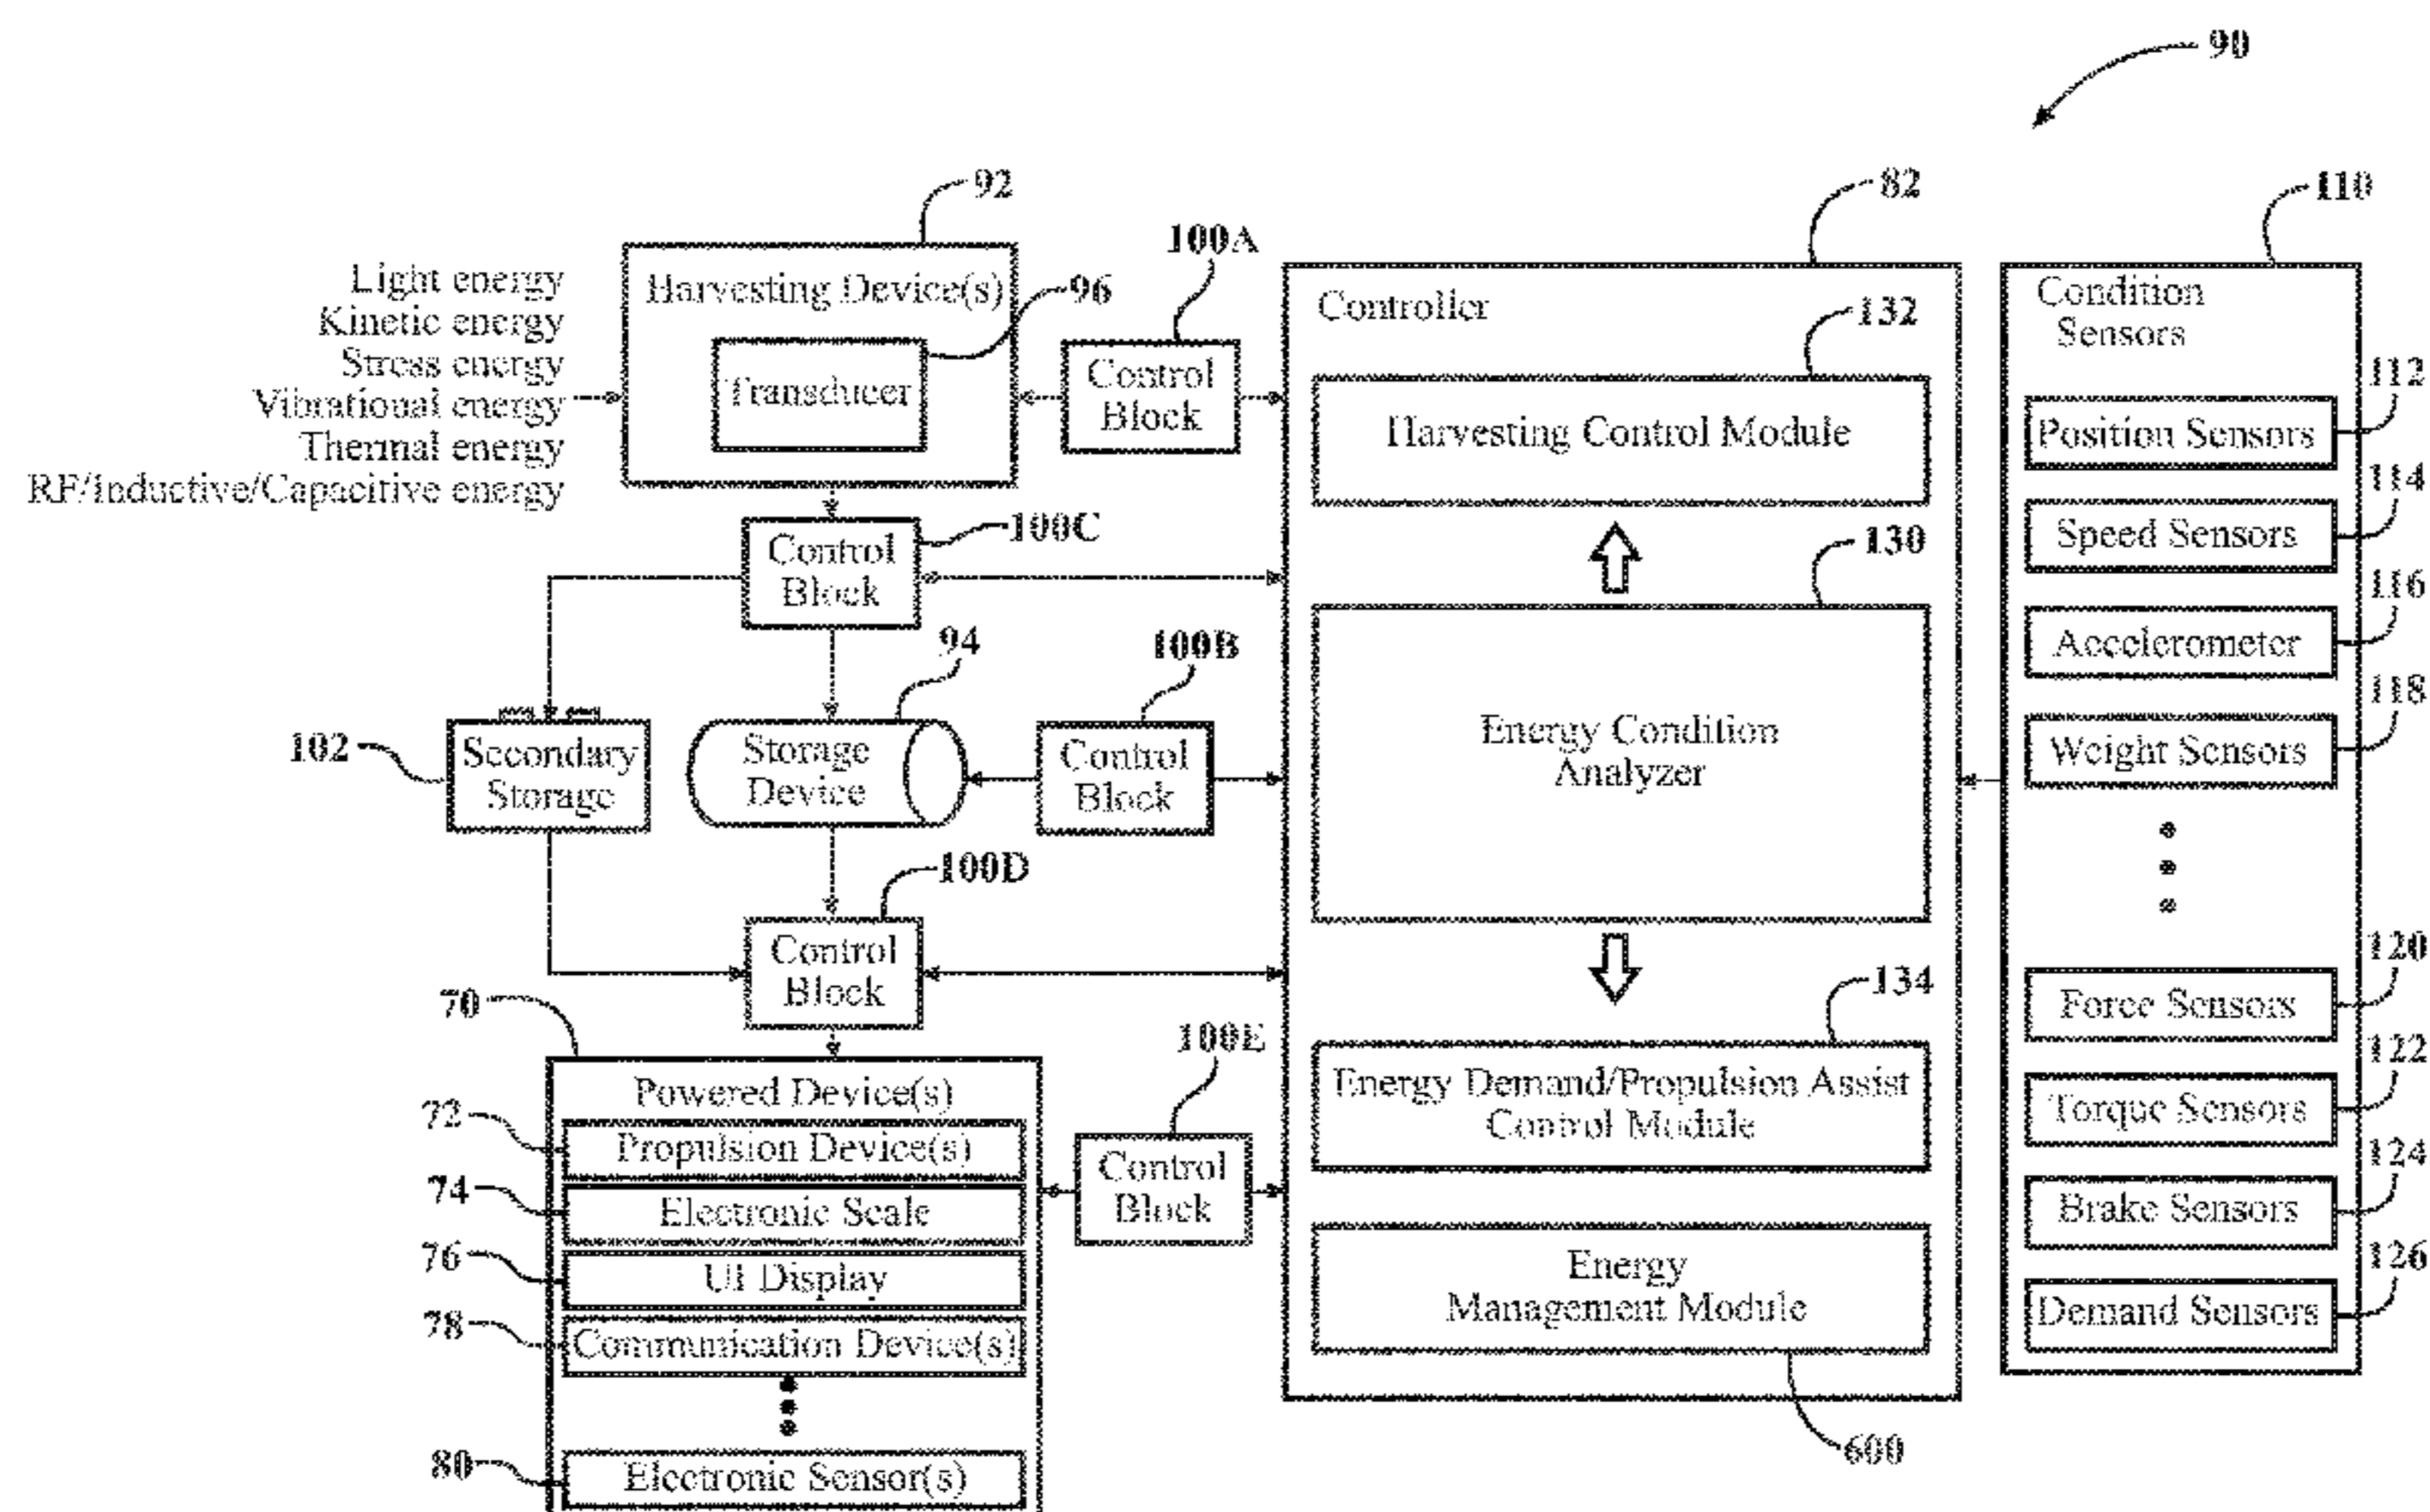 90
92
82
110
100A
Light energy
Kinetic energy
Stress energy
Vibrational energy
Thermal energy
RF/Inductive/Capacitive energy
Harvesting Device(s)
96
Transducer
Control
Block
Controller
132
Harvesting Control Module
Condition
Sensors
112
Position Sensors
114
Speed Sensors
116
Accelerometer
118
Weight Sensors
100C
Control
Block
130
Energy Condition
Analyzer
94
100B
102
Secondary
Storage
Storage
Device
Control
Block
100D
Control
Block
120
Force Sensors
122
Torque Sensors
124
Brake Sensors
126
Demand Sensors
134
Energy Demand/Propulsion Assist
Control Module
70
Powered Device(s)
72
Propulsion Device(s)
74
Electronic Scale
76
UI Display
78
Communication Device(s)
80
Electronic Sensor(s)
100E
Control
Block
Energy
Management Module
600